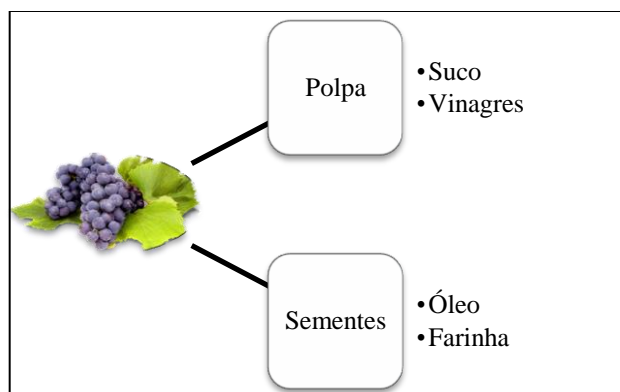 Polpa
•Suco
•Vinagres
Sementes
•Óleo
•Farinha